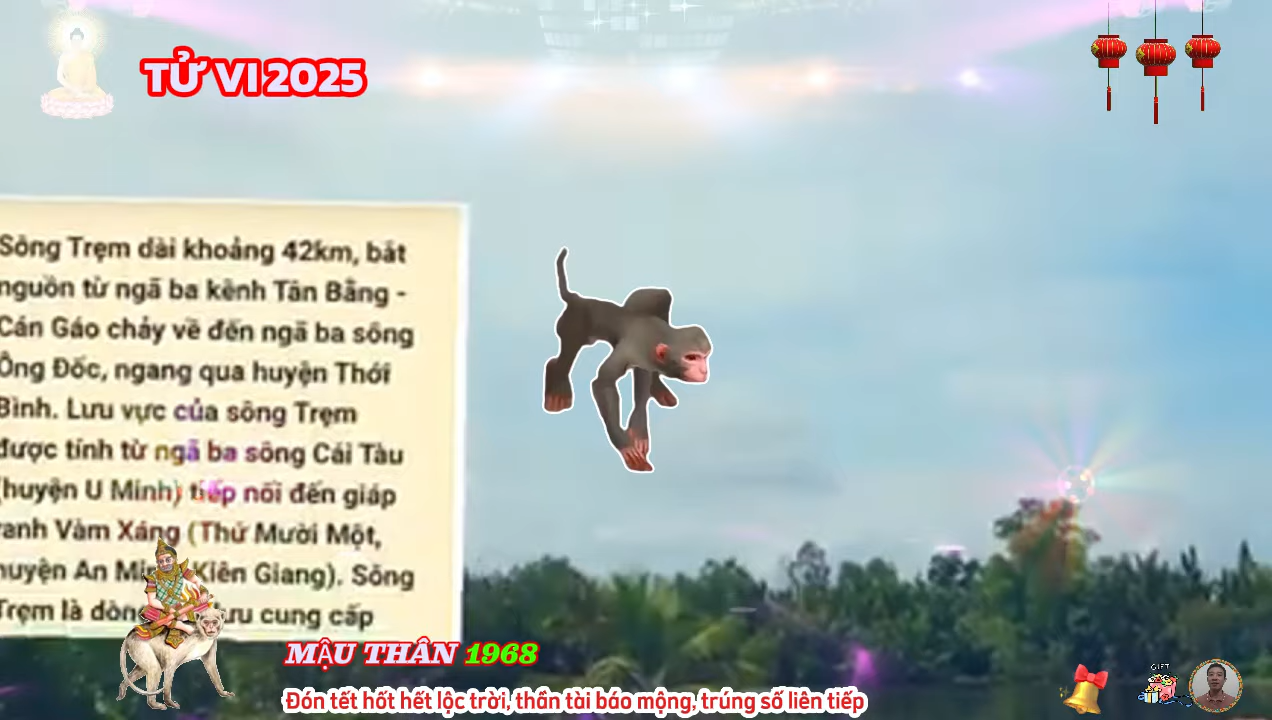 TỬ VI 2025
Sông Trẹm dài khoảng 42km, bắt
nguồn từ ngã ba kênh Tân Bằng -
Cán Gáo chảy về đến ngã ba sông
Ông Đốc, ngang qua huyện Thới
Bình. Lưu vực của sông Trẹm
được tính từ ngã ba sông Cái Tàu
(huyện U Minh) tiếp nối đến giáp
ranh Vàm Xáng (Thứ Mười Một,
huyện An Kiên Giang). Sông
Trẹm là cung cấp
MẬU THÂN 1968
Đón tết hốt hết lộc trời, thần tài báo mộng, trúng số liên tiếp
GIFT